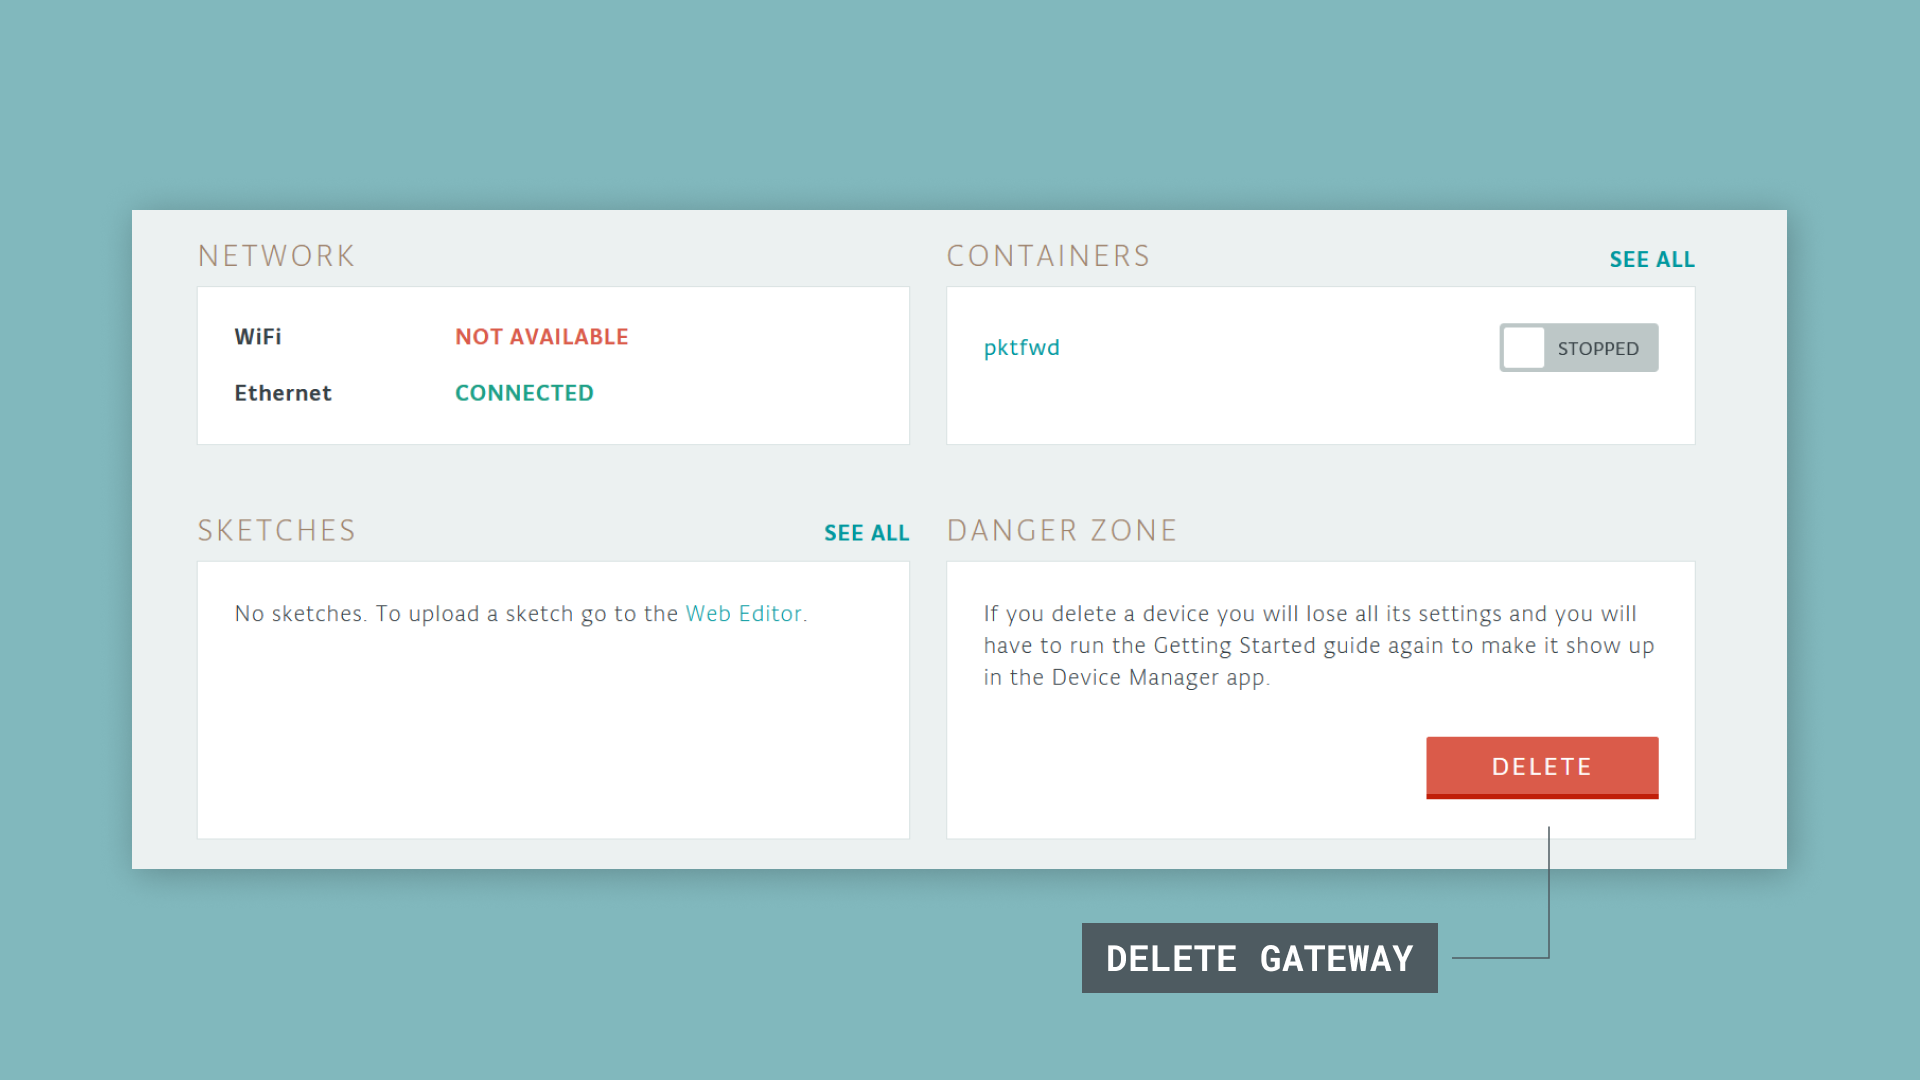 NETWORK
WiFi NOT AVAILABLE
Ethernet CONNECTED
CONTAINERS SEE ALL
pktfwd STOPPED
SKETCHES SEE ALL
No sketches. To upload a sketch go to the Web Editor.
DANGER ZONE
If you delete a device you will lose all its settings and you will
have to run the Getting Started guide again to make it show up
in the Device Manager app.
DELETE
DELETE GATEWAY